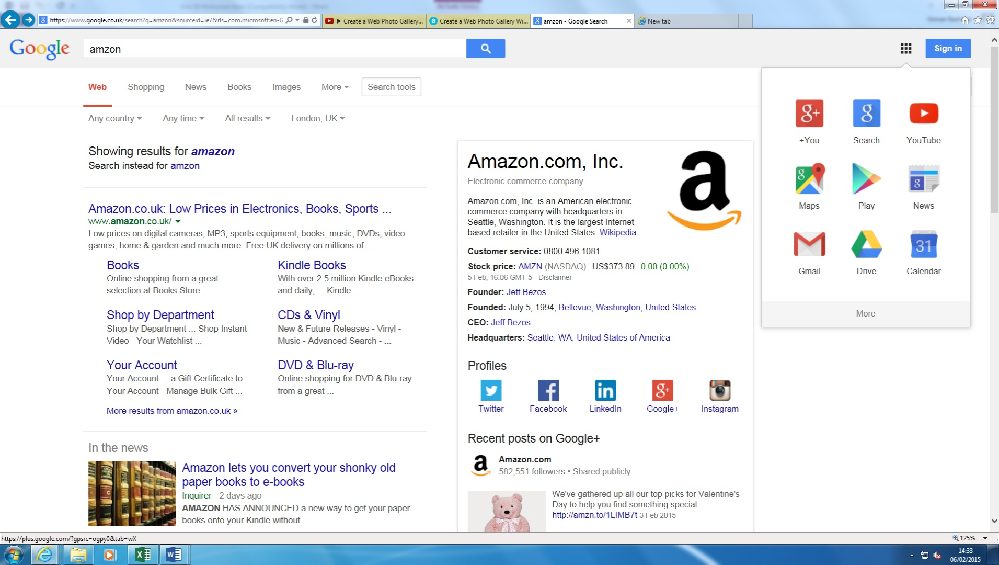 https://www.google.co.uk/search?q=amzon&sourceid=ie7&rls=com.microsoft:en-G
Create a Web Photo Gallery...
Create a Web Photo Gallery Wi...
amzon - Google Search
New tab
Google
amzon
Sign in
Web
Shopping
News
Books
Images
More
Search tools
Any country
Any time
All results
London, UK
Showing results for amazon
Search instead for amzon
Amazon.co.uk: Low Prices in Electronics, Books, Sports ...
www.amazon.co.uk/
Low prices on digital cameras, MP3, sports equipment, books, music, DVDs, video
games, home & garden and much more. Free UK delivery on millions of ...
Books
Online shopping from a great
selection at Books Store.
Kindle Books
With over 2.5 million Kindle eBooks
and daily, ... Kindle ...
Shop by Department
Shop by Department ... Shop Instant
Video · Your Watchlist ...
CDs & Vinyl
New & Future Releases - Vinyl -
Music - Advanced Search - ...
Your Account
Your Account ... a Gift Certificate to
Your Account · Manage Bulk Gift ...
DVD & Blu-ray
Online shopping for DVD & Blu-ray
from a great ...
More results from amazon.co.uk »
In the news
Amazon lets you convert your shonky old
paper books to e-books
Inquirer - 2 days ago
AMAZON HAS ANNOUNCED a new way to get your paper
books onto your Kindle without ...
Amazon.com, Inc.
Electronic commerce company
a
Amazon.com, Inc. is an American electronic
commerce company with headquarters in
Seattle, Washington. It is the largest Internet-
based retailer in the United States. Wikipedia
Customer service: 0800 496 1081
Stock price: AMZN (NASDAQ) US$373.89 0.00 (0.00%)
5 Feb, 16:06 GMT-5 - Disclaimer
Founder: Jeff Bezos
Founded: July 5, 1994, Bellevue, Washington, United States
CEO: Jeff Bezos
Headquarters: Seattle, WA, United States of America
Profiles
Twitter
Facebook
LinkedIn
Google+
Instagram
Recent posts on Google+
Amazon.com
582,551 followers • Shared publicly
We've gathered up all our top picks for Valentine's
Day to help you find something special
http://amzn.to/1LIMB7t 3 Feb 2015
+You
Search
YouTube
Maps
Play
News
Gmail
31
Drive
Calendar
More
https://plus.google.com/?gpsrc=ogpy0&tab=wX
125%
14:33
06/02/2015